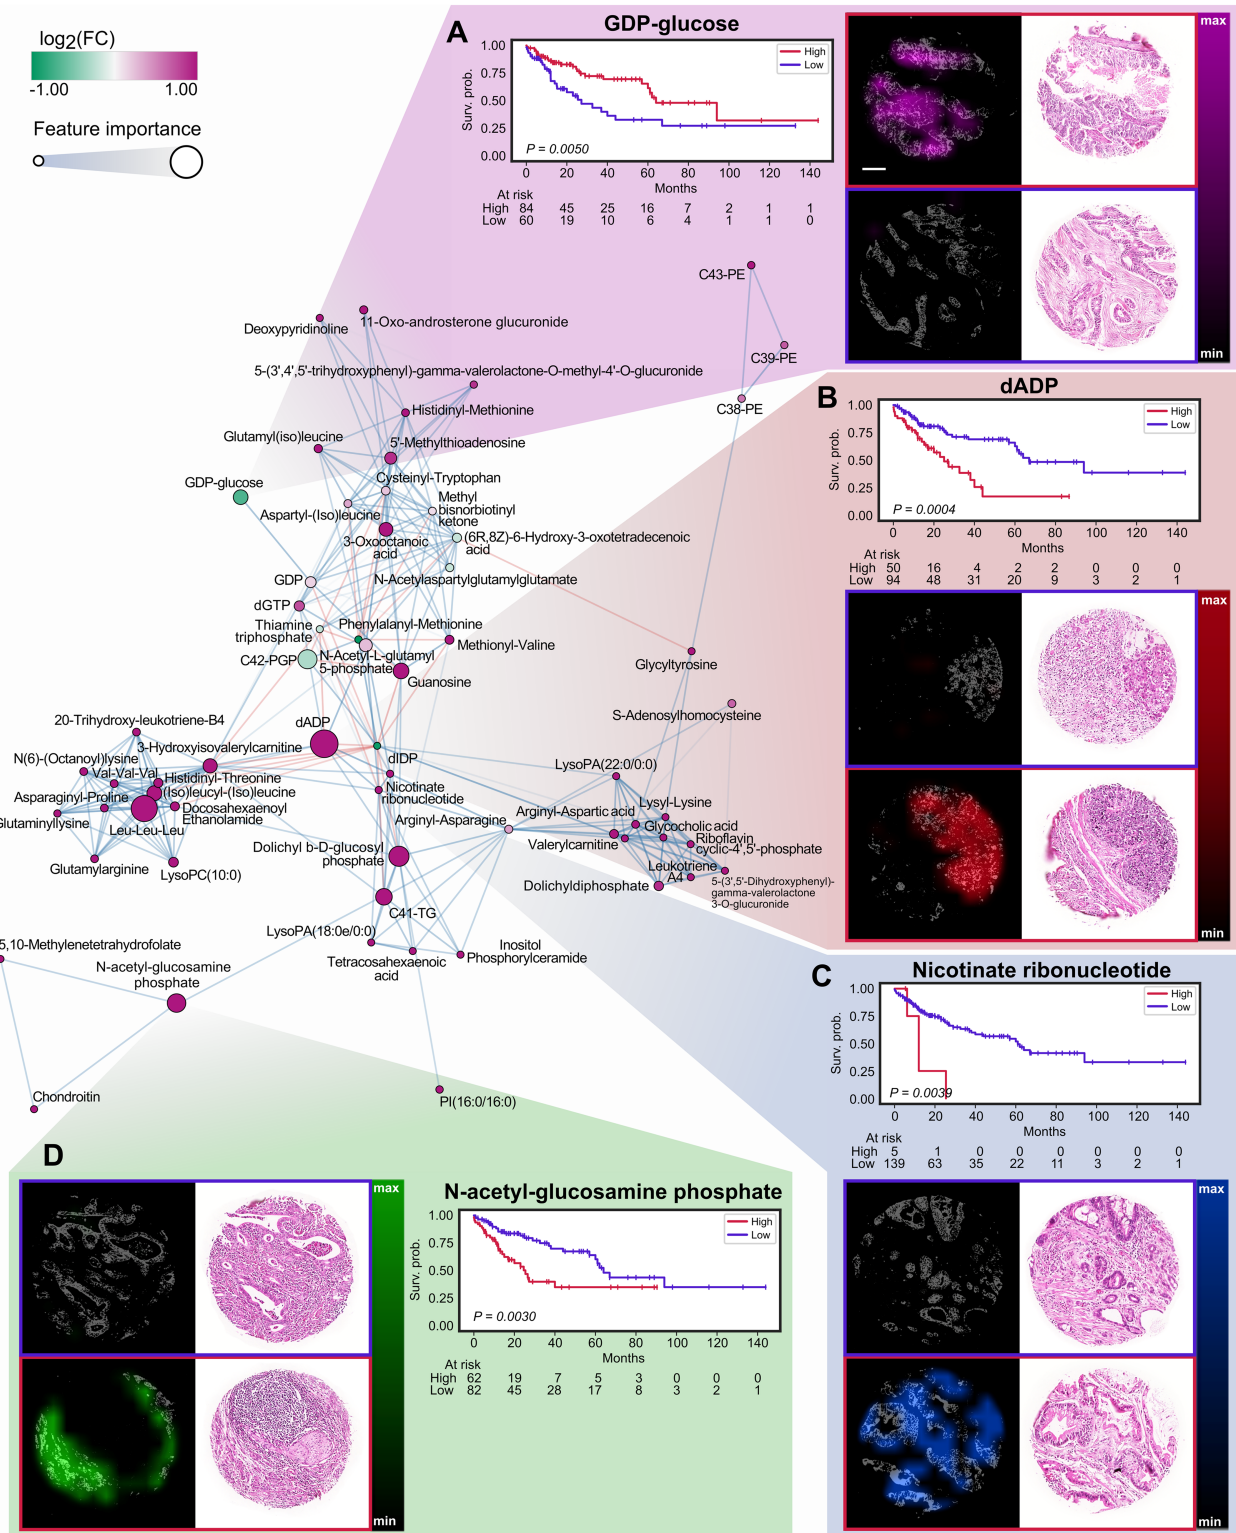 log2(FC)
-1.00 1.00
Feature importance
A
GDP-glucose
Surv. prob.
1.00
0.75
0.50
0.25
0.00
High
Low
P = 0.0050
0 20 40 60 80 100 120 140
Months
At risk
High 84 45 25 16 7 2 1 1
Low 60 19 10 6 4 1 1 0
max
min
C43-PE
C39-PE
C38-PE
Deoxypyridinoline
11-Oxo-androsterone glucuronide
5-(3',4',5'-trihydroxyphenyl)-gamma-valerolactone-O-methyl-4'-O-glucuronide
Histidinyl-Methionine
Glutamyl(iso)leucine
5'-Methylthioadenosine
GDP-glucose
Cysteinyl-Tryptophan
Aspartyl-(Iso)leucine
Methyl
bisnorbiotinyl
ketone
3-Oxooctanoic
acid
(6R,8Z)-6-Hydroxy-3-oxotetradecenoic
acid
GDP
N-Acetylaspartylglutamylglutamate
dGTP
Thiamine
triphosphate
Phenylalanyl-Methionine
Methionyl-Valine
C42-PGP
N-Acetyl-L-glutamyl
5-phosphate
Guanosine
Glycyltyrosine
S-Adenosylhomocysteine
20-Trihydroxy-leukotriene-B4
dADP
3-Hydroxyisovalerylcarnitine
dIDP
N(6)-(Octanoyl)lysine
Val-Val-Val
Histidinyl-Threonine
(Iso)leucyl-(Iso)leucine
Asparaginyl-Proline
Docosahexaenoyl
Ethanolamide
Glutaminyllysine
Leu-Leu-Leu
Glutamylarginine
LysoPC(10:0)
Nicotinate
ribonucleotide
Arginyl-Asparagine
Dolichyl b-D-glucosyl
phosphate
C41-TG
LysoPA(22:0/0:0)
Arginyl-Aspartic acid
Lysyl-Lysine
Glycocholic acid
Valerylcarnitine
Riboflavin
cyclic-4',5'-phosphate
Leukotriene
A4
Dolichyldiphosphate
5-(3',5'-Dihydroxyphenyl)-
gamma-valerolactone
3-O-glucuronide
LysoPA(18:0e/0:0)
Tetracosahexaenoic
acid
Inositol
Phosphorylceramide
5,10-Methylenetetrahydrofolate
N-acetyl-glucosamine
phosphate
Chondroitin
PI(16:0/16:0)
B
dADP
Surv. prob.
1.00
0.75
0.50
0.25
0.00
High
Low
P = 0.0004
0 20 40 60 80 100 120 140
Months
At risk
High 50 16 4 2 2 0 0 0
Low 94 48 31 20 9 3 2 1
max
min
C
Nicotinate ribonucleotide
Surv. prob.
1.00
0.75
0.50
0.25
0.00
High
Low
P = 0.0039
0 20 40 60 80 100 120 140
Months
At risk
High 5 1 0 0 0 0 0 0
Low 139 63 35 22 11 3 2 1
max
min
D
max
min
N-acetyl-glucosamine phosphate
Surv. prob.
1.00
0.75
0.50
0.25
0.00
High
Low
P = 0.0030
0 20 40 60 80 100 120 140
Months
At risk
High 62 19 7 5 3 0 0 0
Low 82 45 28 17 8 3 2 1